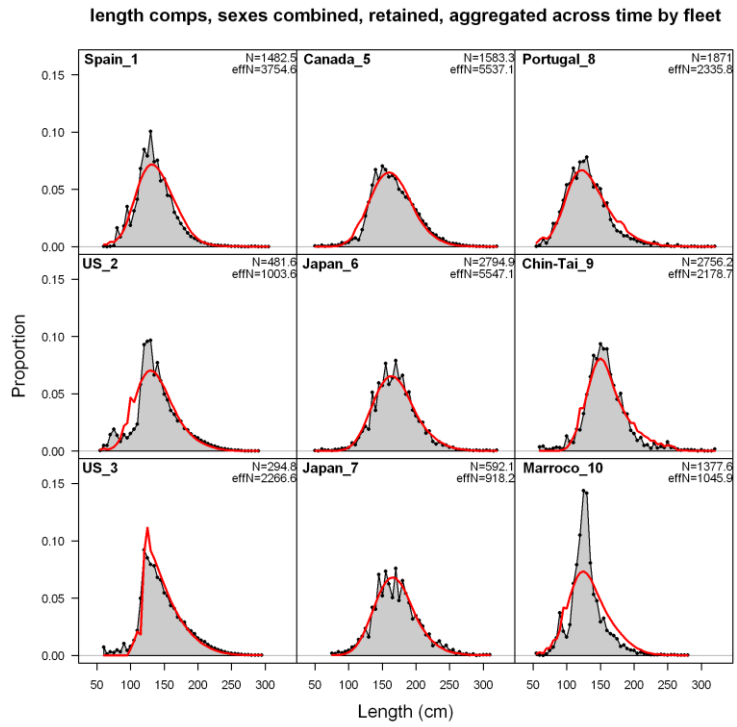 length comps, sexes combined, retained, aggregated across time by fleet
Spain_1
N=1482.5
effN=3754.6
Canada_5
N=1583.3
effN=5537.1
Portugal_8
N=1871
effN=2335.8
US_2
N=481.6
effN=1003.6
Japan_6
N=2794.9
effN=5547.1
Chin-Tai_9
N=2756.2
effN=2178.7
US_3
N=294.8
effN=2266.6
Japan_7
N=592.1
effN=918.2
Marroco_10
N=1377.6
effN=1045.9
0.15
0.10
0.05
0.00
0.15
0.10
0.05
0.00
0.15
0.10
0.05
0.00
Proportion
50 100 150 200 250 300
50 100 150 200 250 300
50 100 150 200 250 300
Length (cm)